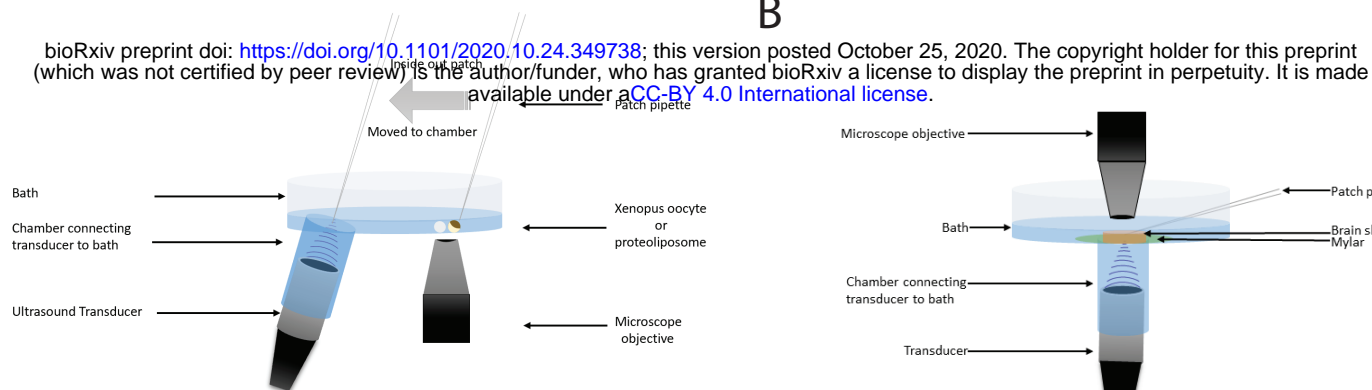 B
bioRxiv preprint doi: https://doi.org/10.1101/2020.10.24.349738; this version posted October 25, 2020. The copyright holder for this preprint
(which was not certified by peer review) is the author/funder, who has granted bioRxiv a license to display the preprint in perpetuity. It is made
available under aCC-BY 4.0 International license.
Inside out patch
Patch pipette
Moved to chamber
Bath
Chamber connecting
transducer to bath
Ultrasound Transducer
Xenopus oocyte
or
proteoliposome
Microscope
objective
Microscope objective
Patch p
Bath
Brain sl
Mylar
Chamber connecting
transducer to bath
Transducer